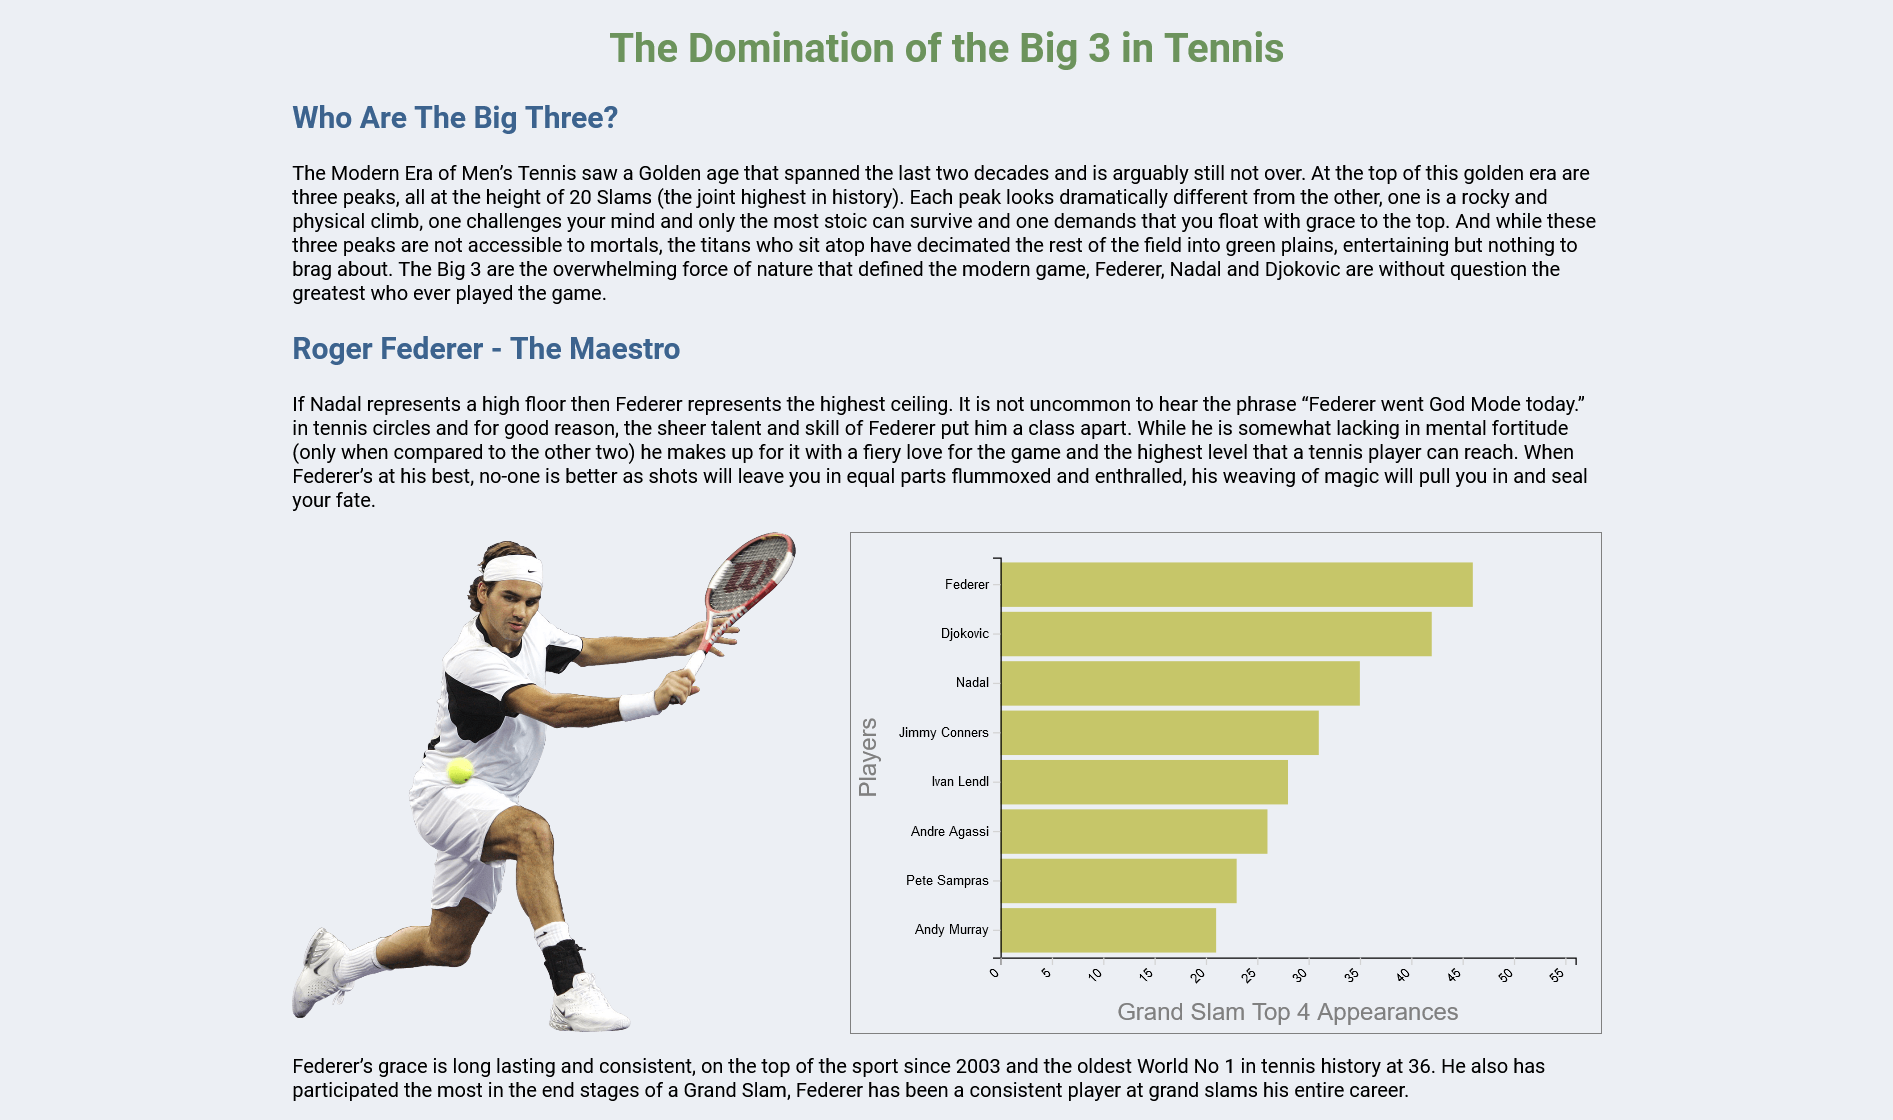 The Domination of the Big 3 in Tennis
Who Are The Big Three?
The Modern Era of Men’s Tennis saw a Golden age that spanned the last two decades and is arguably still not over. At the top of this golden era are
three peaks, all at the height of 20 Slams (the joint highest in history). Each peak looks dramatically different from the other, one is a rocky and
physical climb, one challenges your mind and only the most stoic can survive and one demands that you float with grace to the top. And while these
three peaks are not accessible to mortals, the titans who sit atop have decimated the rest of the field into green plains, entertaining but nothing to
brag about. The Big 3 are the overwhelming force of nature that defined the modern game, Federer, Nadal and Djokovic are without question the
greatest who ever played the game.
Roger Federer - The Maestro
If Nadal represents a high floor then Federer represents the highest ceiling. It is not uncommon to hear the phrase “Federer went God Mode today.”
in tennis circles and for good reason, the sheer talent and skill of Federer put him a class apart. While he is somewhat lacking in mental fortitude
(only when compared to the other two) he makes up for it with a fiery love for the game and the highest level that a tennis player can reach. When
Federer’s at his best, no-one is better as shots will leave you in equal parts flummoxed and enthralled, his weaving of magic will pull you in and seal
your fate.
Players
Federer
Djokovic
Nadal
Jimmy Conners
Ivan Lendl
Andre Agassi
Pete Sampras
Andy Murray
0 5 10 15 20 25 30 35 40 45 50 55
Grand Slam Top 4 Appearances
Federer’s grace is long lasting and consistent, on the top of the sport since 2003 and the oldest World No 1 in tennis history at 36. He also has
participated the most in the end stages of a Grand Slam, Federer has been a consistent player at grand slams his entire career.